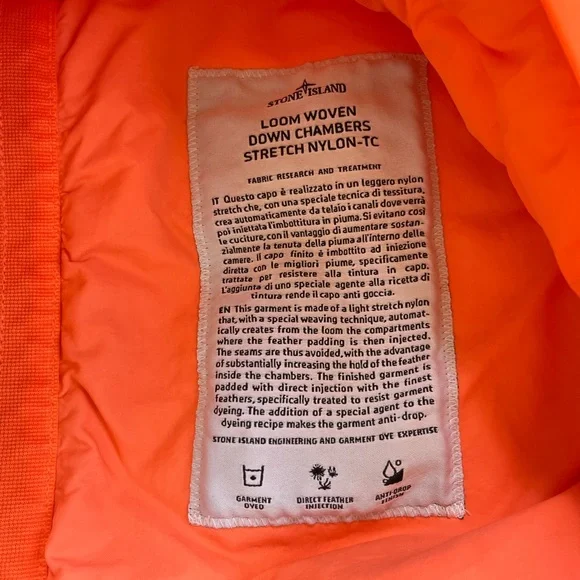 STONE ISLAND
LOOM WOVEN
DOWN CHAMBERS
STRETCH NYLON-TC
FABRIC RESEARCH AND TREATMENT
IT Questo capo è realizzato in un leggero nylon
stretch che, con una speciale tecnica di tessitura,
crea automaticamente da telaio i canali dove verrà
poi iniettata l'imbottitura in piuma. Si evitano così
le cuciture, con il vantaggio di aumentare sostan-
zialmente la tenuta della piuma all'interno delle
camere. Il capo finito è imbottito ad iniezione
diretta con le migliori piume, specificamente
trattate per resistere alla tintura in capo.
L'aggiunta di uno speciale agente alla ricetta di
tintura rende il capo anti goccia.
EN This garment is made of a light stretch nylon
that, with a special weaving technique, automat-
ically creates from the loom the compartments
where the feather padding is then injected.
The seams are thus avoided, with the advantage
of substantially increasing the hold of the feather
inside the chambers. The finished garment is
padded with direct injection with the finest
feathers, specifically treated to resist garment
dyeing. The addition of a special agent to the
dyeing recipe makes the garment anti-drop.
STONE ISLAND ENGINEERING AND GARMENT DYE EXPERTISE
GARMENT
DYED
DIRECT FEATHER
INJECTION
ANTI-DROP